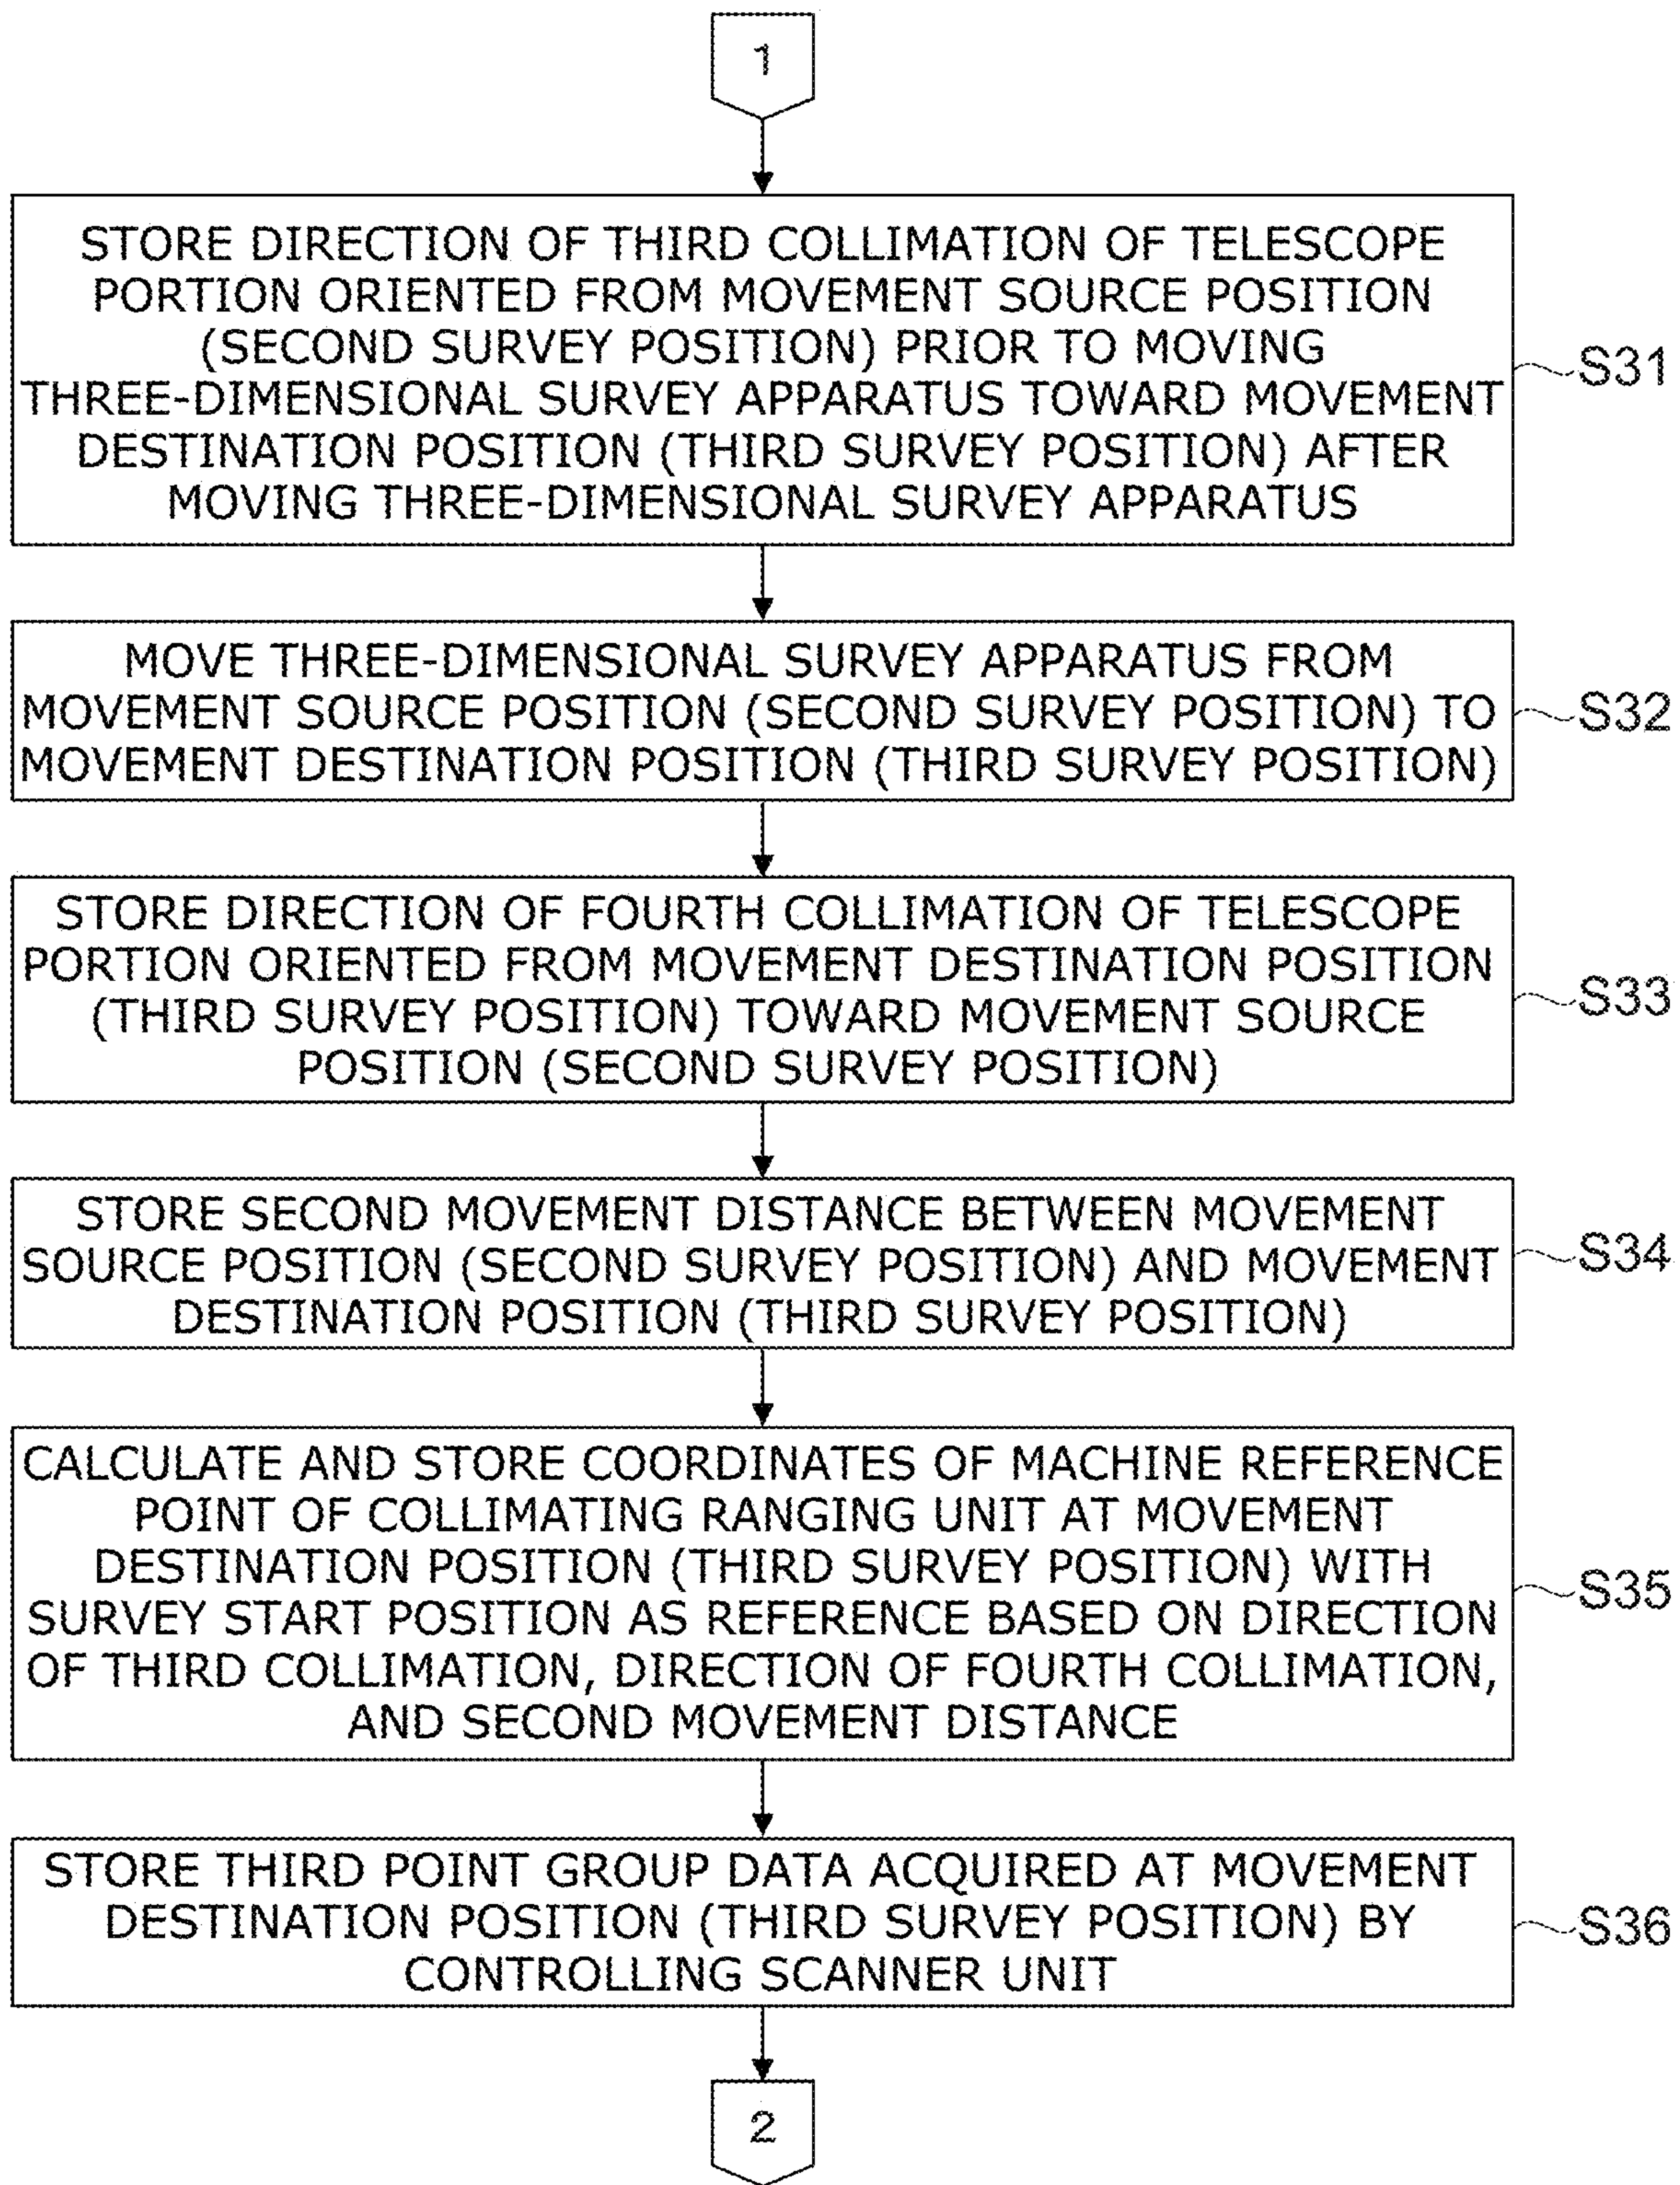 1
STORE DIRECTION OF THIRD COLLIMATION OF TELESCOPE
PORTION ORIENTED FROM MOVEMENT SOURCE POSITION
(SECOND SURVEY POSITION) PRIOR TO MOVING
THREE-DIMENSIONAL SURVEY APPARATUS TOWARD MOVEMENT
DESTINATION POSITION (THIRD SURVEY POSITION) AFTER
MOVING THREE-DIMENSIONAL SURVEY APPARATUS
S31
MOVE THREE-DIMENSIONAL SURVEY APPARATUS FROM
MOVEMENT SOURCE POSITION (SECOND SURVEY POSITION) TO
MOVEMENT DESTINATION POSITION (THIRD SURVEY POSITION)
S32
STORE DIRECTION OF FOURTH COLLIMATION OF TELESCOPE
PORTION ORIENTED FROM MOVEMENT DESTINATION POSITION
(THIRD SURVEY POSITION) TOWARD MOVEMENT SOURCE
POSITION (SECOND SURVEY POSITION)
S33
STORE SECOND MOVEMENT DISTANCE BETWEEN MOVEMENT
SOURCE POSITION (SECOND SURVEY POSITION) AND MOVEMENT
DESTINATION POSITION (THIRD SURVEY POSITION)
S34
CALCULATE AND STORE COORDINATES OF MACHINE REFERENCE
POINT OF COLLIMATING RANGING UNIT AT MOVEMENT
DESTINATION POSITION (THIRD SURVEY POSITION) WITH
SURVEY START POSITION AS REFERENCE BASED ON DIRECTION
OF THIRD COLLIMATION, DIRECTION OF FOURTH COLLIMATION,
AND SECOND MOVEMENT DISTANCE
S35
STORE THIRD POINT GROUP DATA ACQUIRED AT MOVEMENT
DESTINATION POSITION (THIRD SURVEY POSITION) BY
CONTROLLING SCANNER UNIT
S36
2